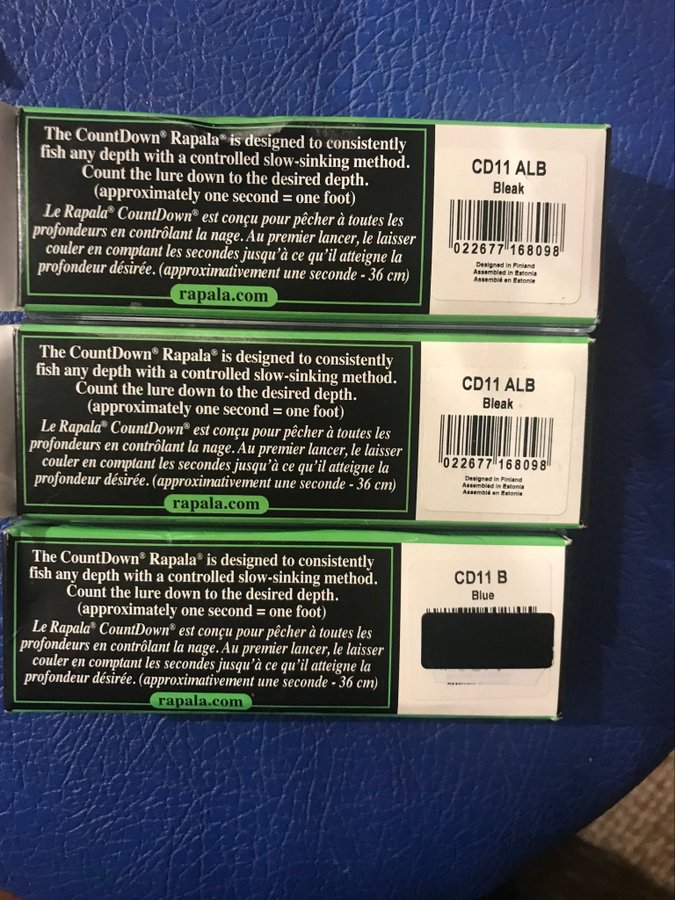 The CountDown® Rapala® is designed to consistently
fish any depth with a controlled slow-sinking method.
Count the lure down to the desired depth.
(approximately one second = one foot)
Le Rapala® CountDown® est conçu pour pêcher à toutes les
profondeurs en contrôlant la nage. Au premier lancer, le laisser
couler en comptant les secondes jusqu'à ce qu'il atteigne la
profondeur désirée. (approximativement une seconde - 36 cm)
rapala.com
CD11 ALB
Bleak
022677 168098
Designed in Finland
Assembled in Estonia
Assemblé en Estonie
The CountDown® Rapala® is designed to consistently
fish any depth with a controlled slow-sinking method.
Count the lure down to the desired depth.
(approximately one second = one foot)
Le Rapala® CountDown® est conçu pour pêcher à toutes les
profondeurs en contrôlant la nage. Au premier lancer, le laisser
couler en comptant les secondes jusqu'à ce qu'il atteigne la
profondeur désirée. (approximativement une seconde - 36 cm)
rapala.com
CD11 ALB
Bleak
022677 168098
Designed in Finland
Assembled in Estonia
Assemblé en Estonie
The CountDown® Rapala® is designed to consistently
fish any depth with a controlled slow-sinking method.
Count the lure down to the desired depth.
(approximately one second = one foot)
Le Rapala® CountDown® est conçu pour pêcher à toutes les
profondeurs en contrôlant la nage. Au premier lancer, le laisser
couler en comptant les secondes jusqu'à ce qu'il atteigne la
profondeur désirée. (approximativement une seconde - 36 cm)
rapala.com
CD11 B
Blue